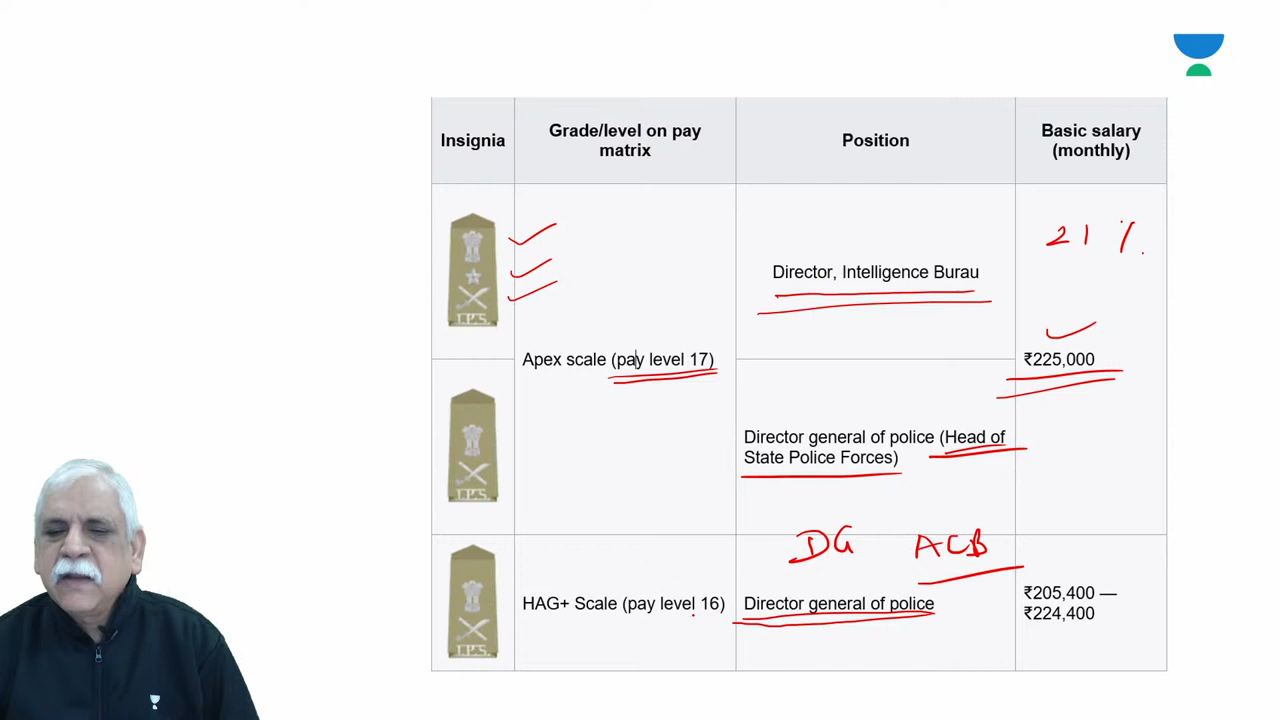 Insignia
Grade/level on pay
matrix
Position
Basic salary
(monthly)
21 %
I.P.S.
Director, Intelligence Burau
Apex scale (pay level 17)
₹225,000
I.P.S.
Director general of police (Head of
State Police Forces)
DG ACB
I.P.S.
HAG+ Scale (pay level 16)
Director general of police
₹205,400 —
₹224,400